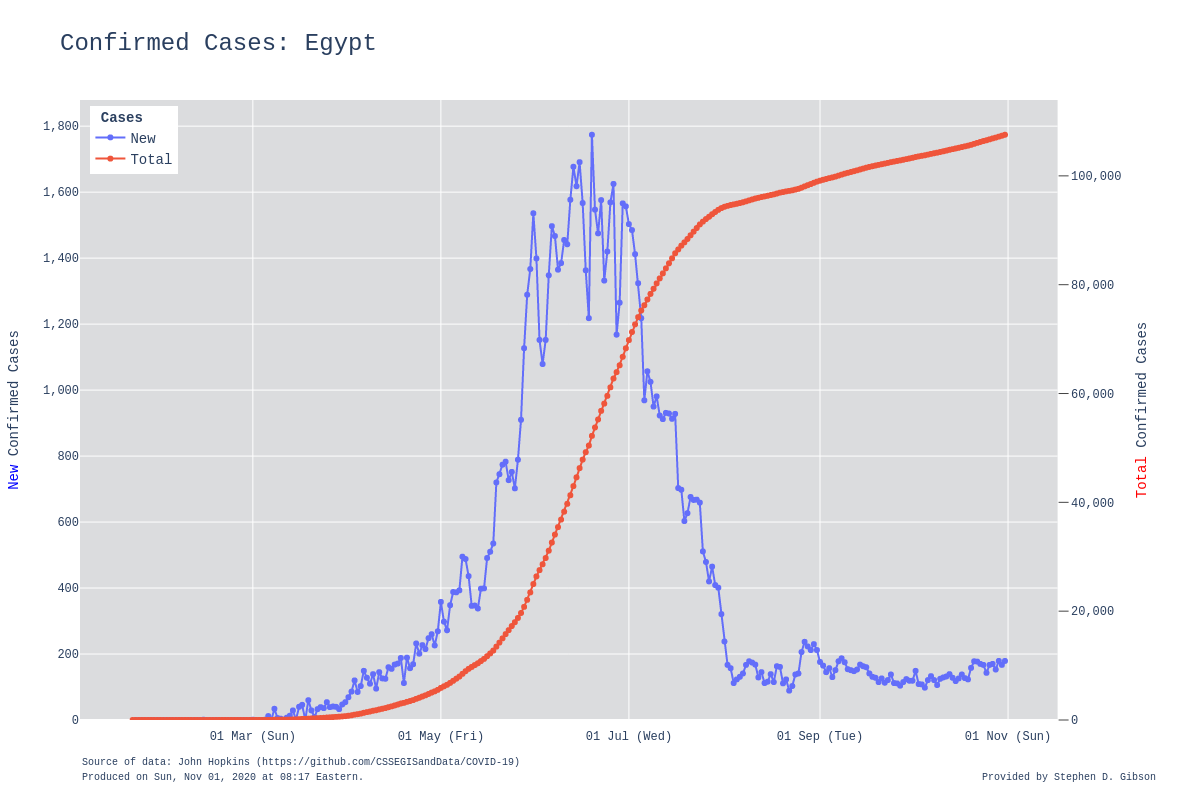 Confirmed Cases: Egypt
Cases
New
Total
1,800
1,600
1,400
1,200
1,000
800
600
400
200
0
100,000
80,000
60,000
40,000
20,000
0
New Confirmed Cases
Total Confirmed Cases
01 Mar (Sun)
01 May (Fri)
01 Jul (Wed)
01 Sep (Tue)
01 Nov (Sun)
Source of data: John Hopkins (https://github.com/CSSEGISandData/COVID-19)
Produced on Sun, Nov 01, 2020 at 08:17 Eastern.
Provided by Stephen D. Gibson